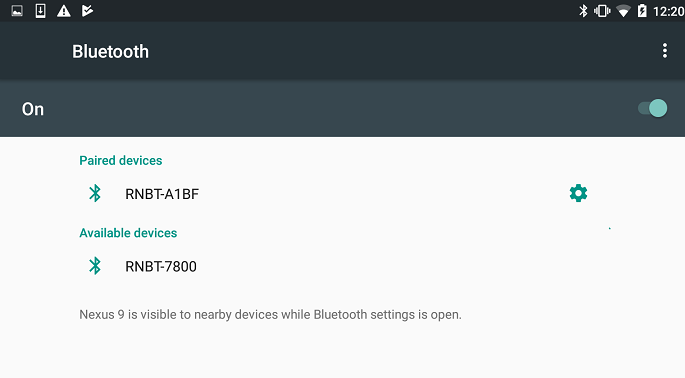 12:20
Bluetooth
On
Paired devices
RNBT-A1BF
Available devices
RNBT-7800
Nexus 9 is visible to nearby devices while Bluetooth settings is open.